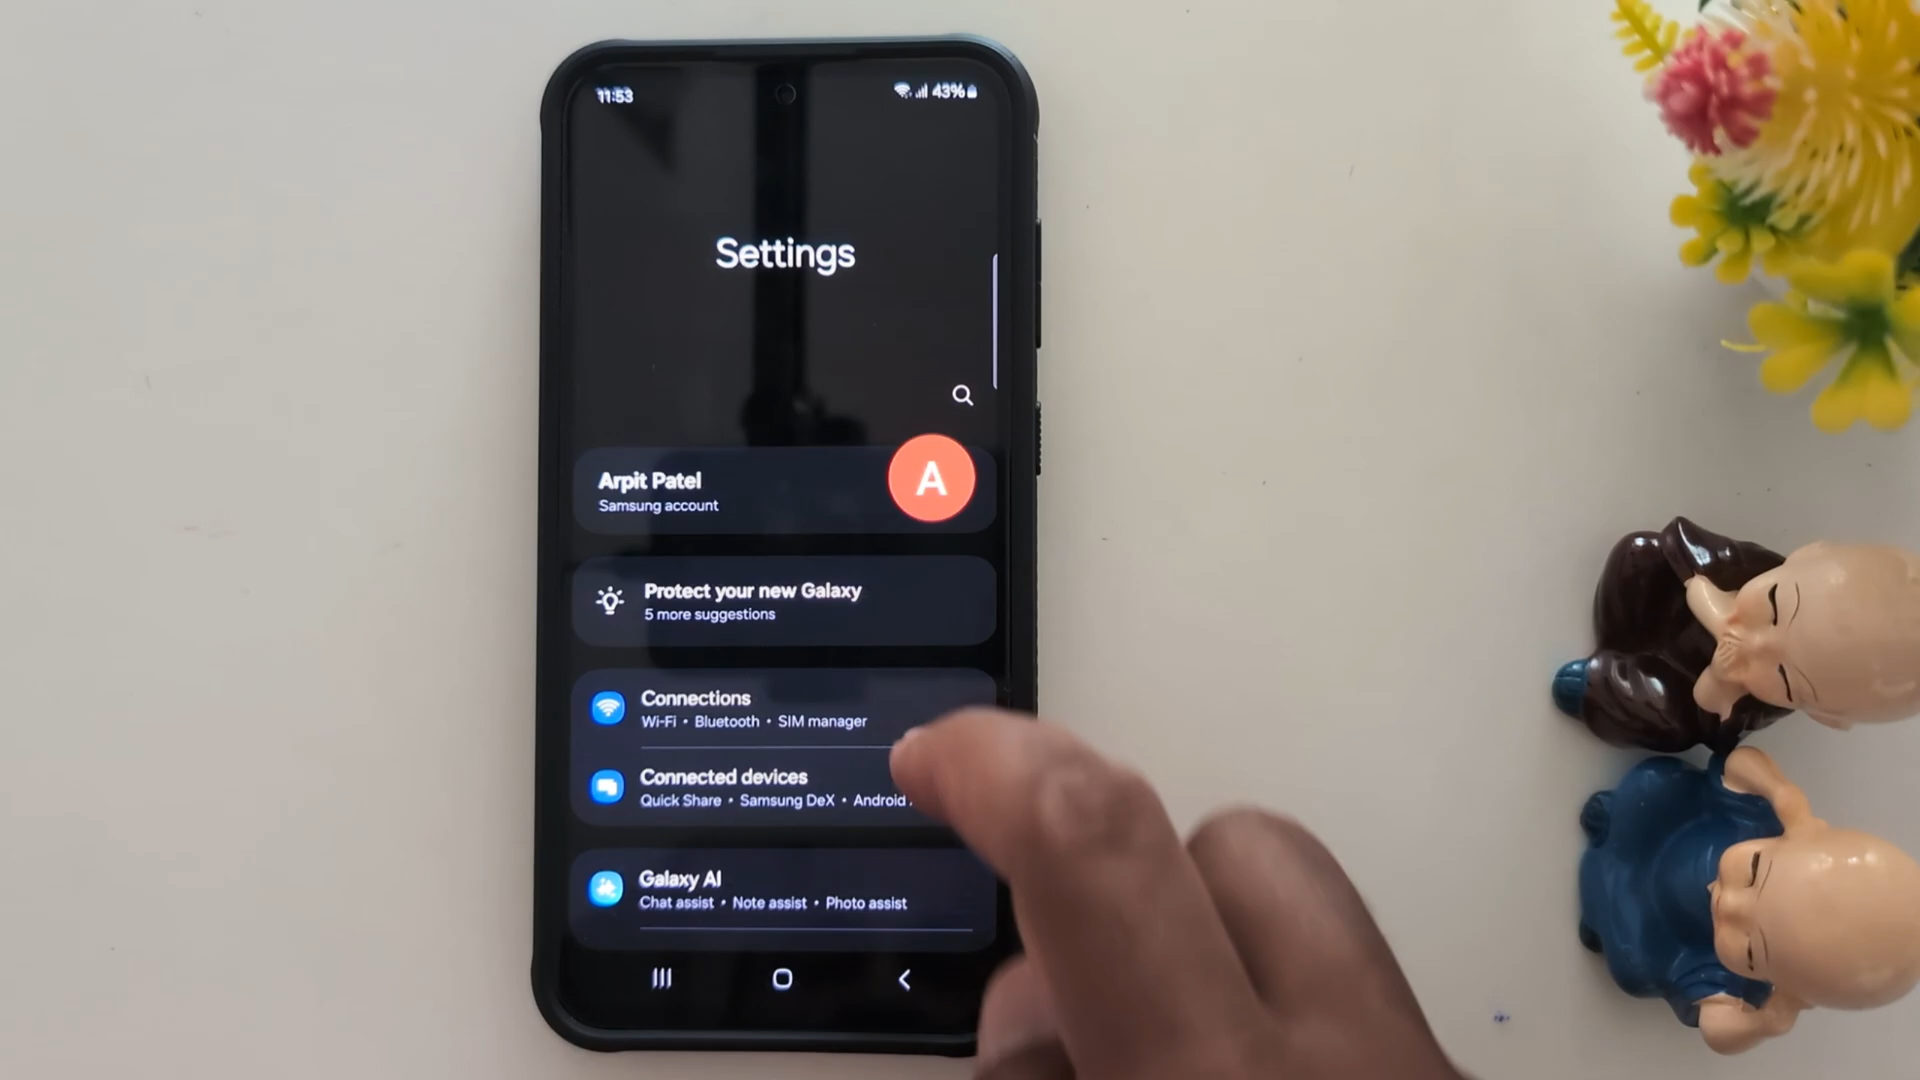 11:53
43%
Settings
Arpit Patel
A
Samsung account
Protect your new Galaxy
5 more suggestions
Connections
Wi-Fi • Bluetooth • SIM manager
Connected devices
Quick Share • Samsung DeX • Android
Galaxy AI
Chat assist • Note assist • Photo assist